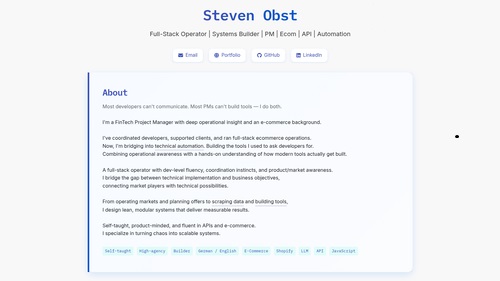 Steven Obst
Full-Stack Operator | Systems Builder | PM | Ecom | API | Automation
Email Portfolio GitHub LinkedIn
About
Most developers can't communicate. Most PMs can't build tools — I do both.
I'm a FinTech Project Manager with deep operational insight and an e-commerce background.
I've coordinated developers, supported clients, and ran full-stack ecommerce operations.
Now, I'm bridging into technical automation. Building the tools I used to ask developers for.
Combining operational awareness with a hands-on understanding of how modern tools actually get built.
A full-stack operator with dev-level fluency, coordination instincts, and product/market awareness.
I bridge the gap between technical implementation and business objectives,
connecting market players with technical possibilities.
From operating markets and planning offers to scraping data and building tools,
I design lean, modular systems that deliver measurable results.
Self-taught, product-minded, and fluent in APIs and e-commerce.
I specialize in turning chaos into scalable systems.
Self-taught High-agency Builder German / English E-Commerce Shopify LLM API JavaScript